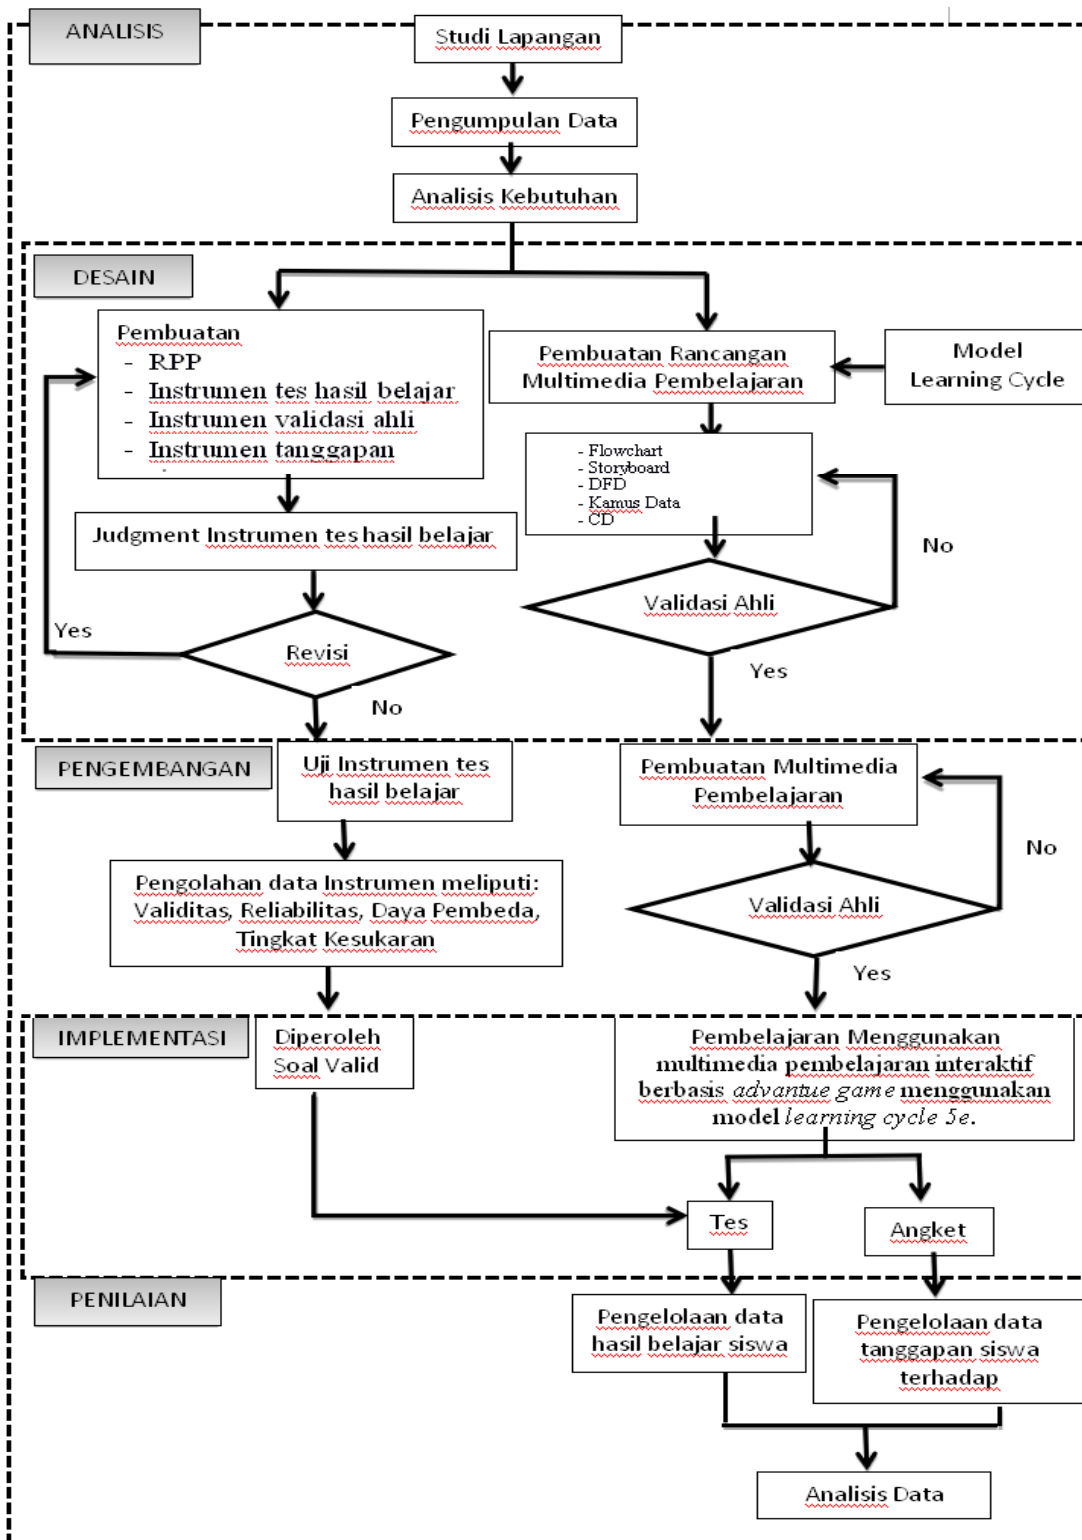 ANALISIS
Studi Lapangan
Pengumpulan Data
Analisis Kebutuhan
DESAIN
Pembuatan
- RPP
- Instrumen tes hasil belajar
- Instrumen validasi ahli
- Instrumen tanggapan
Pembuatan Rancangan
Multimedia Pembelajaran
Model
Learning Cycle
- Flowchart
- Storyboard
- DFD
- Kamus Data
- CD
Judgment Instrumen tes hasil belajar
No
Validasi Ahli
Yes
Revisi
Yes
No
PENGEMBANGAN
Uji Instrumen tes
hasil belajar
Pembuatan Multimedia
Pembelajaran
No
Pengolahan data Instrumen meliputi:
Validitas, Reliabilitas, Daya Pembeda,
Tingkat Kesukaran
Validasi Ahli
Yes
IMPLEMENTASI
Diperoleh
Soal Valid
Pembelajaran Menggunakan
multimedia pembelajaran interaktif
berbasis advantue game menggunakan
model learning cycle 5e.
Tes
Angket
PENILAIAN
Pengelolaan data
hasil belajar siswa
Pengelolaan data
tanggapan siswa
terhadap
Analisis Data